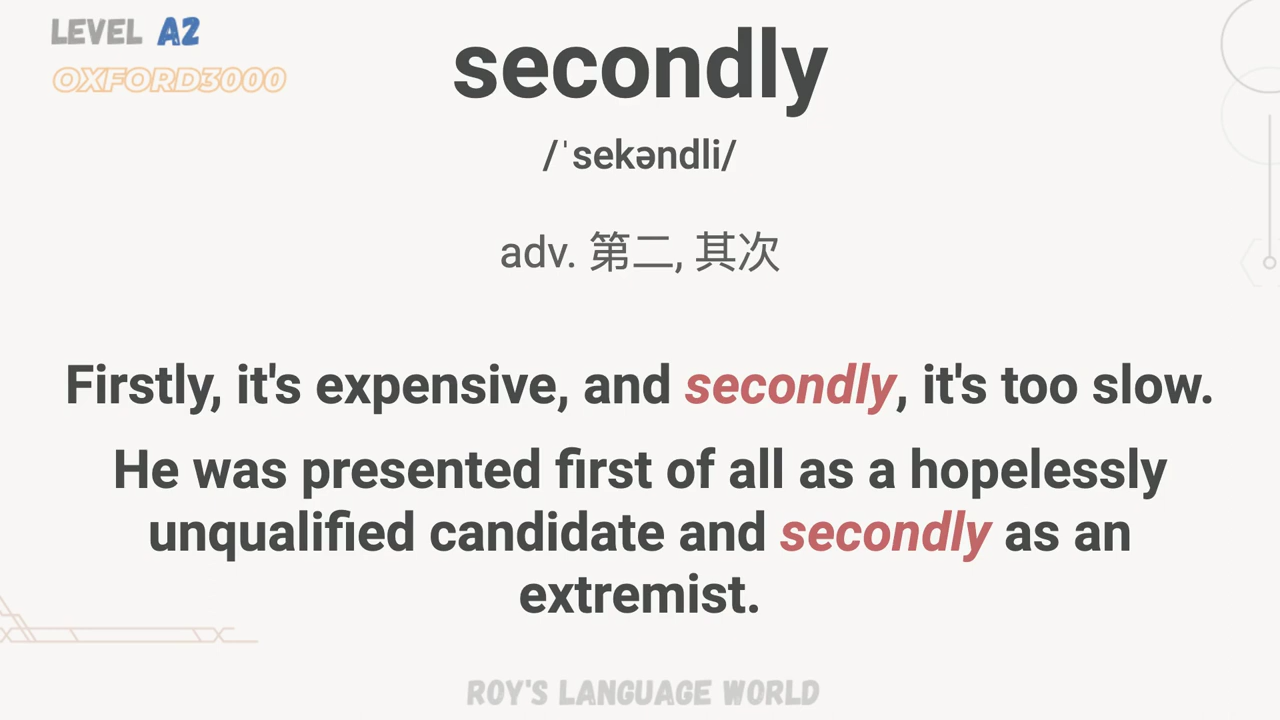 LEVEL A2
OXFORD3000
secondly
/ˈsekəndli/
adv. 第二, 其次
Firstly, it's expensive, and secondly, it's too slow.
He was presented first of all as a hopelessly
unqualified candidate and secondly as an
extremist.
ROY'S LANGUAGE WORLD